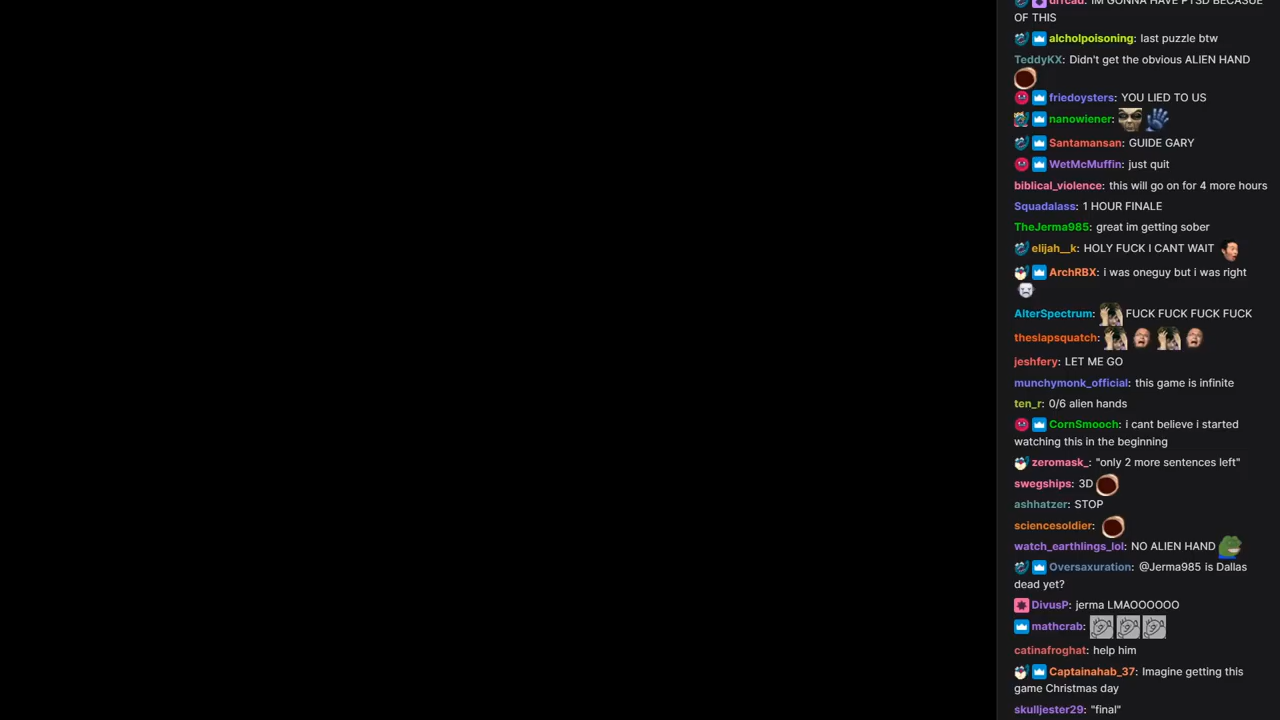 drrcad: IM GONNA HAVE PTSD BECASUE
OF THIS
alcholpoisoning: last puzzle btw
TeddyKX: Didn't get the obvious ALIEN HAND
friedoysters: YOU LIED TO US
nanowiener:
Santamansan: GUIDE GARY
WetMcMuffin: just quit
biblical_violence: this will go on for 4 more hours
Squadalass: 1 HOUR FINALE
TheJerma985: great im getting sober
elijah__k: HOLY FUCK I CANT WAIT
ArchRBX: i was oneguy but i was right
AlterSpectrum: FUCK FUCK FUCK FUCK
theslapsquatch:
jeshfery: LET ME GO
munchymonk_official: this game is infinite
ten_r: 0/6 alien hands
CornSmooch: i cant believe i started
watching this in the beginning
zeromask_: "only 2 more sentences left"
swegships: 3D
ashhatzer: STOP
sciencesoldier:
watch_earthlings_lol: NO ALIEN HAND
Oversaxuration: @Jerma985 is Dallas
dead yet?
DivusP: jerma LMAOOOOOO
mathcrab:
catinafroghat: help him
Captainahab_37: Imagine getting this
game Christmas day
skulljester29: "final"